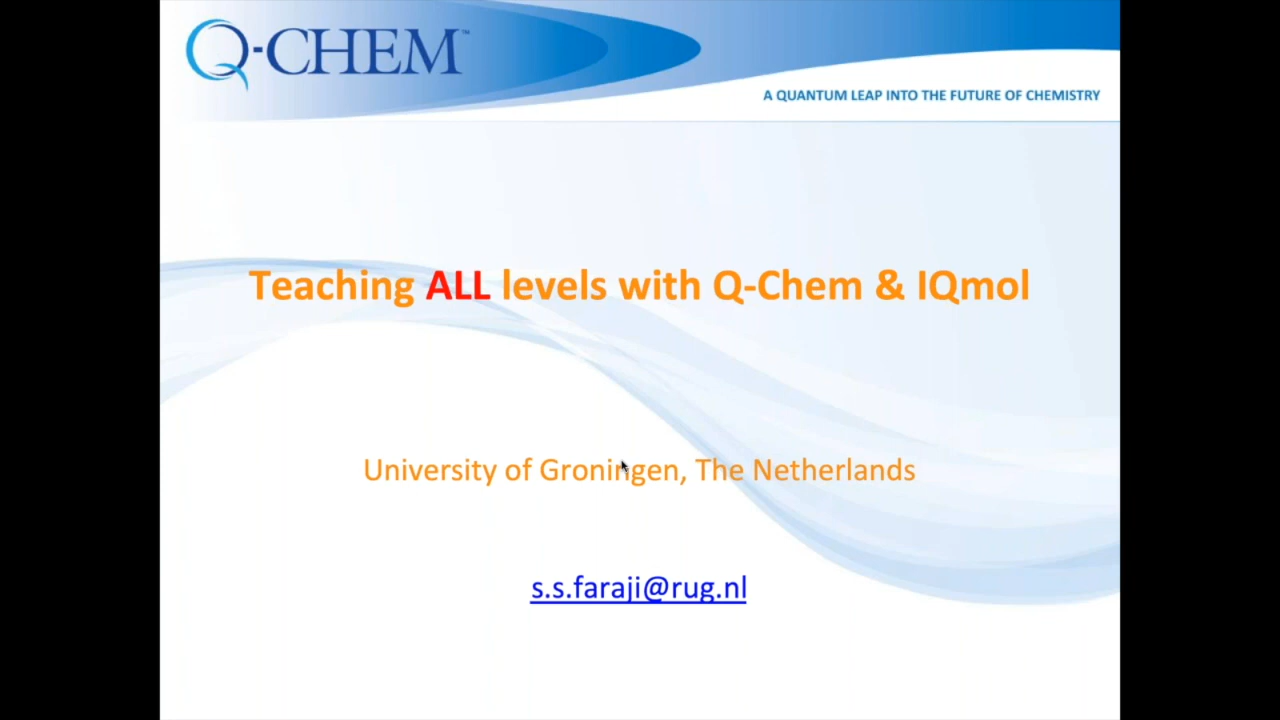 Q-CHEM™
A QUANTUM LEAP INTO THE FUTURE OF CHEMISTRY
Teaching ALL levels with Q-Chem & IQmol
University of Groningen, The Netherlands
s.s.faraji@rug.nl